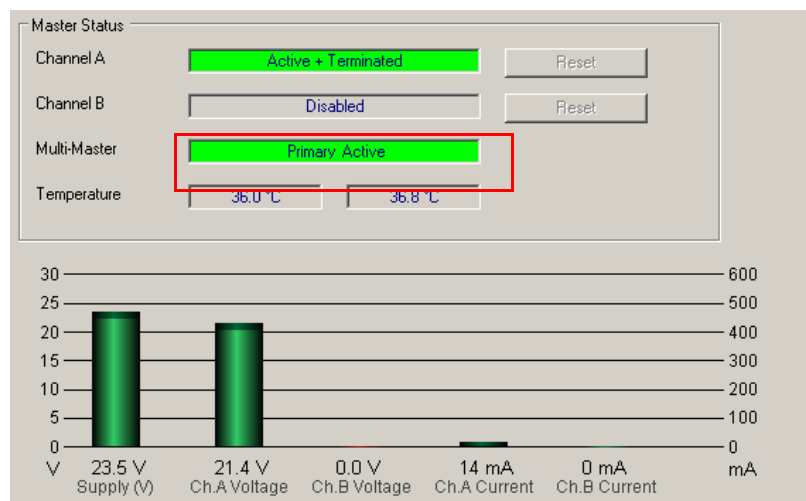 Master Status
Channel A Active + Terminated Reset
Channel B Disabled Reset
Multi-Master Primary Active
Temperature 36.0 °C 36.8 °C
30 600
25 500
20 400
15 300
10 200
5 100
0 0
V 23.5 V 21.4 V 0.0 V 14 mA 0 mA mA
Supply (V) Ch.A Voltage Ch.B Voltage Ch.A Current Ch.B Current